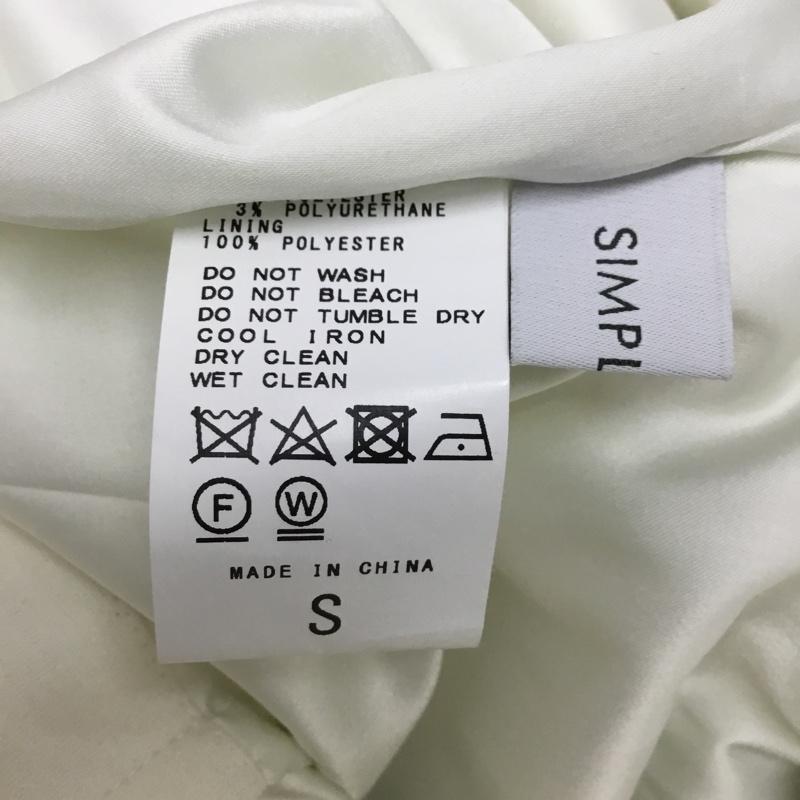 3% POLYURETHANE
LINING
100% POLYESTER
DO NOT WASH
DO NOT BLEACH
DO NOT TUMBLE DRY
COOL IRON
DRY CLEAN
WET CLEAN
F W
MADE IN CHINA
S
SIMPL